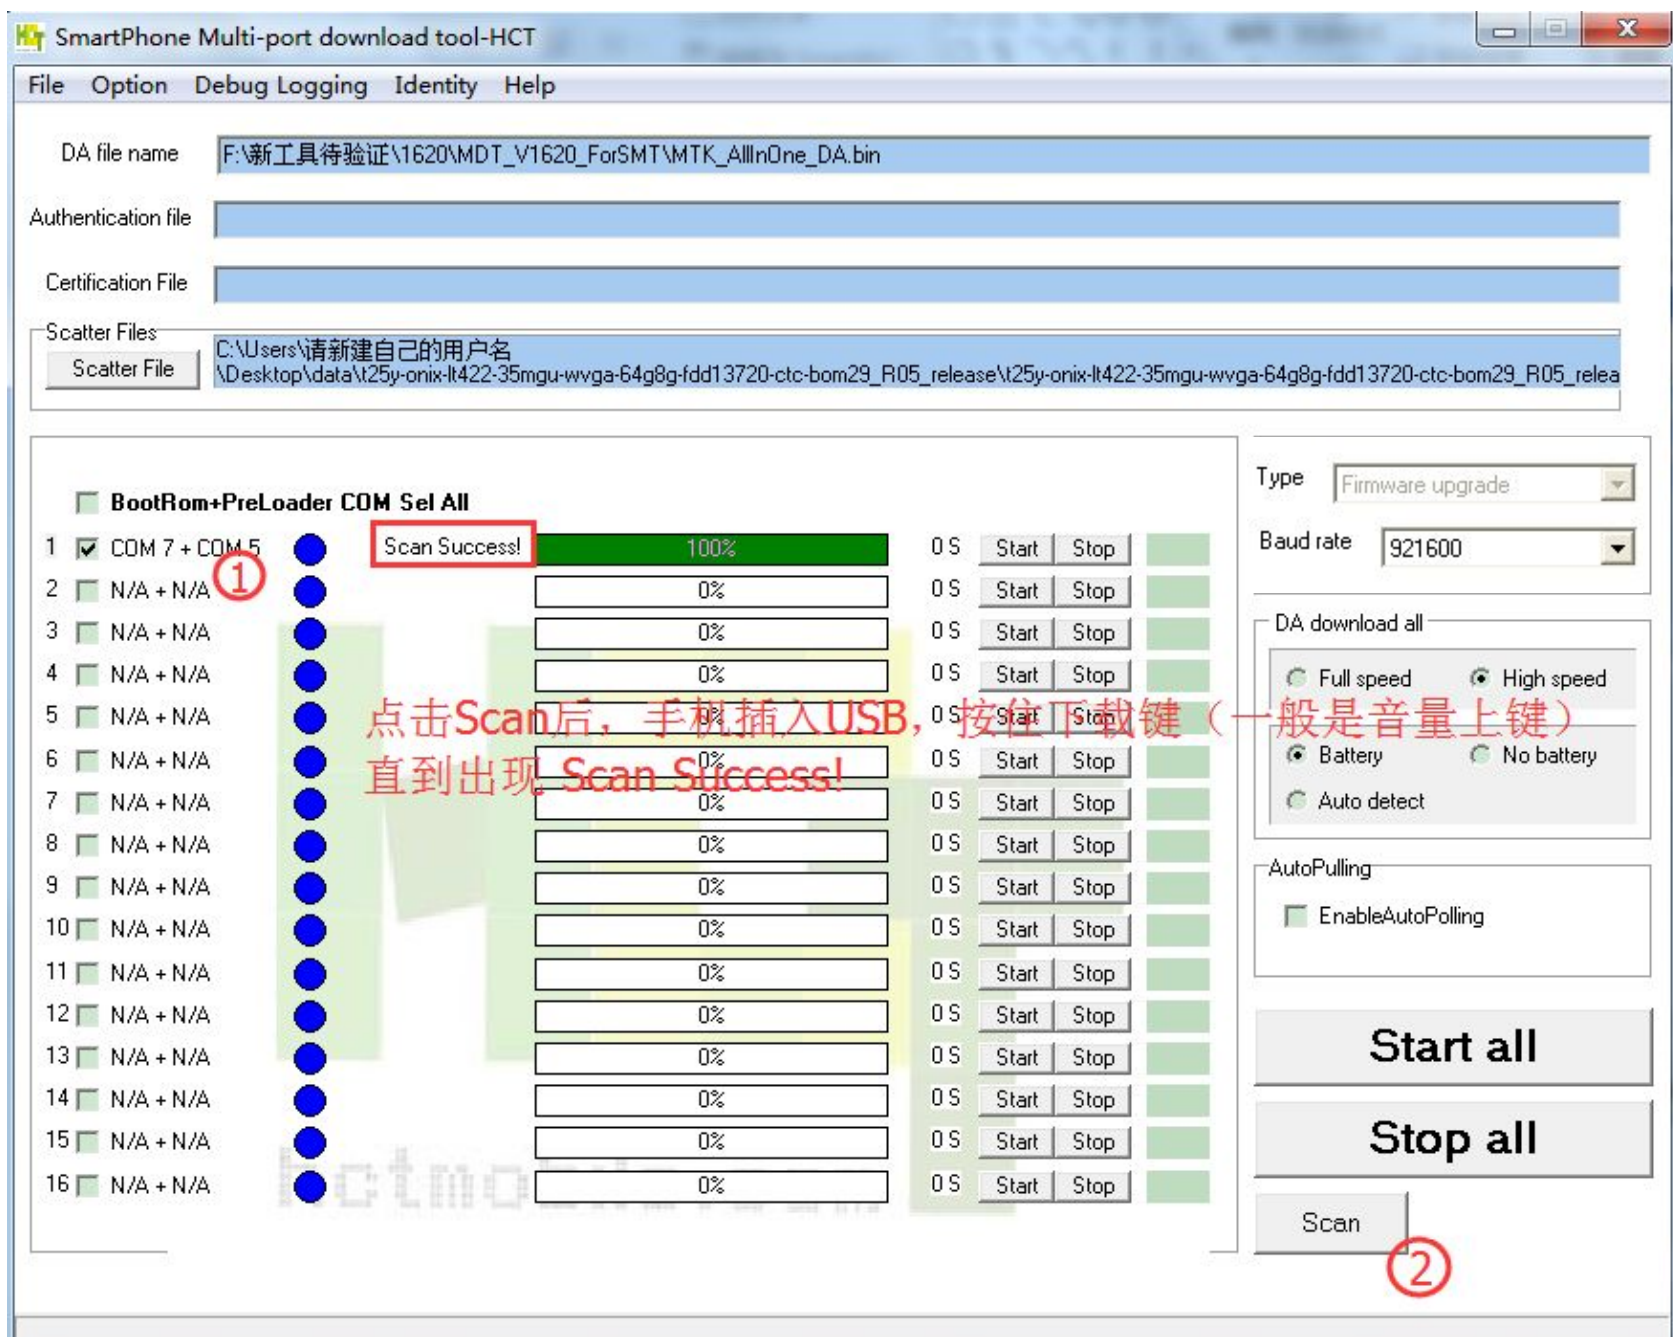 SmartPhone Multi-port download tool-HCT
File Option Debug Logging Identity Help
DA file name F:\新工具待验证\1620\MDT_V1620_ForSMT\MTK_AllInOne_DA.bin
Authentication file
Certification File
Scatter Files
Scatter File
C:\Users\请新建自己的用户名
\Desktop\data\t25y-onix-lt422-35mgu-wvga-64g8g-fdd13720-ctc-bom29_R05_release\t25y-onix-lt422-35mgu-wvga-64g8g-fdd13720-ctc-bom29_R05_relea
BootRom+PreLoader COM Sel All
1 COM 7 + COM 5 Scan Success! 100% 0 S Start Stop
①
2 N/A + N/A 0% 0 S Start Stop
3 N/A + N/A 0% 0 S Start Stop
4 N/A + N/A 0% 0 S Start Stop
5 N/A + N/A 0% 0 S Start Stop
点击Scan后，手机插入USB，按住下载键（一般是音量上键）
6 N/A + N/A 0% 0 S Start Stop
直到出现 Scan Success!
7 N/A + N/A 0% 0 S Start Stop
8 N/A + N/A 0% 0 S Start Stop
9 N/A + N/A 0% 0 S Start Stop
10 N/A + N/A 0% 0 S Start Stop
11 N/A + N/A 0% 0 S Start Stop
12 N/A + N/A 0% 0 S Start Stop
13 N/A + N/A 0% 0 S Start Stop
14 N/A + N/A 0% 0 S Start Stop
15 N/A + N/A 0% 0 S Start Stop
16 N/A + N/A 0% 0 S Start Stop
Type Firmware upgrade
Baud rate 921600
DA download all
Full speed High speed
Battery No battery
Auto detect
AutoPulling
EnableAutoPolling
Start all
Stop all
Scan
②